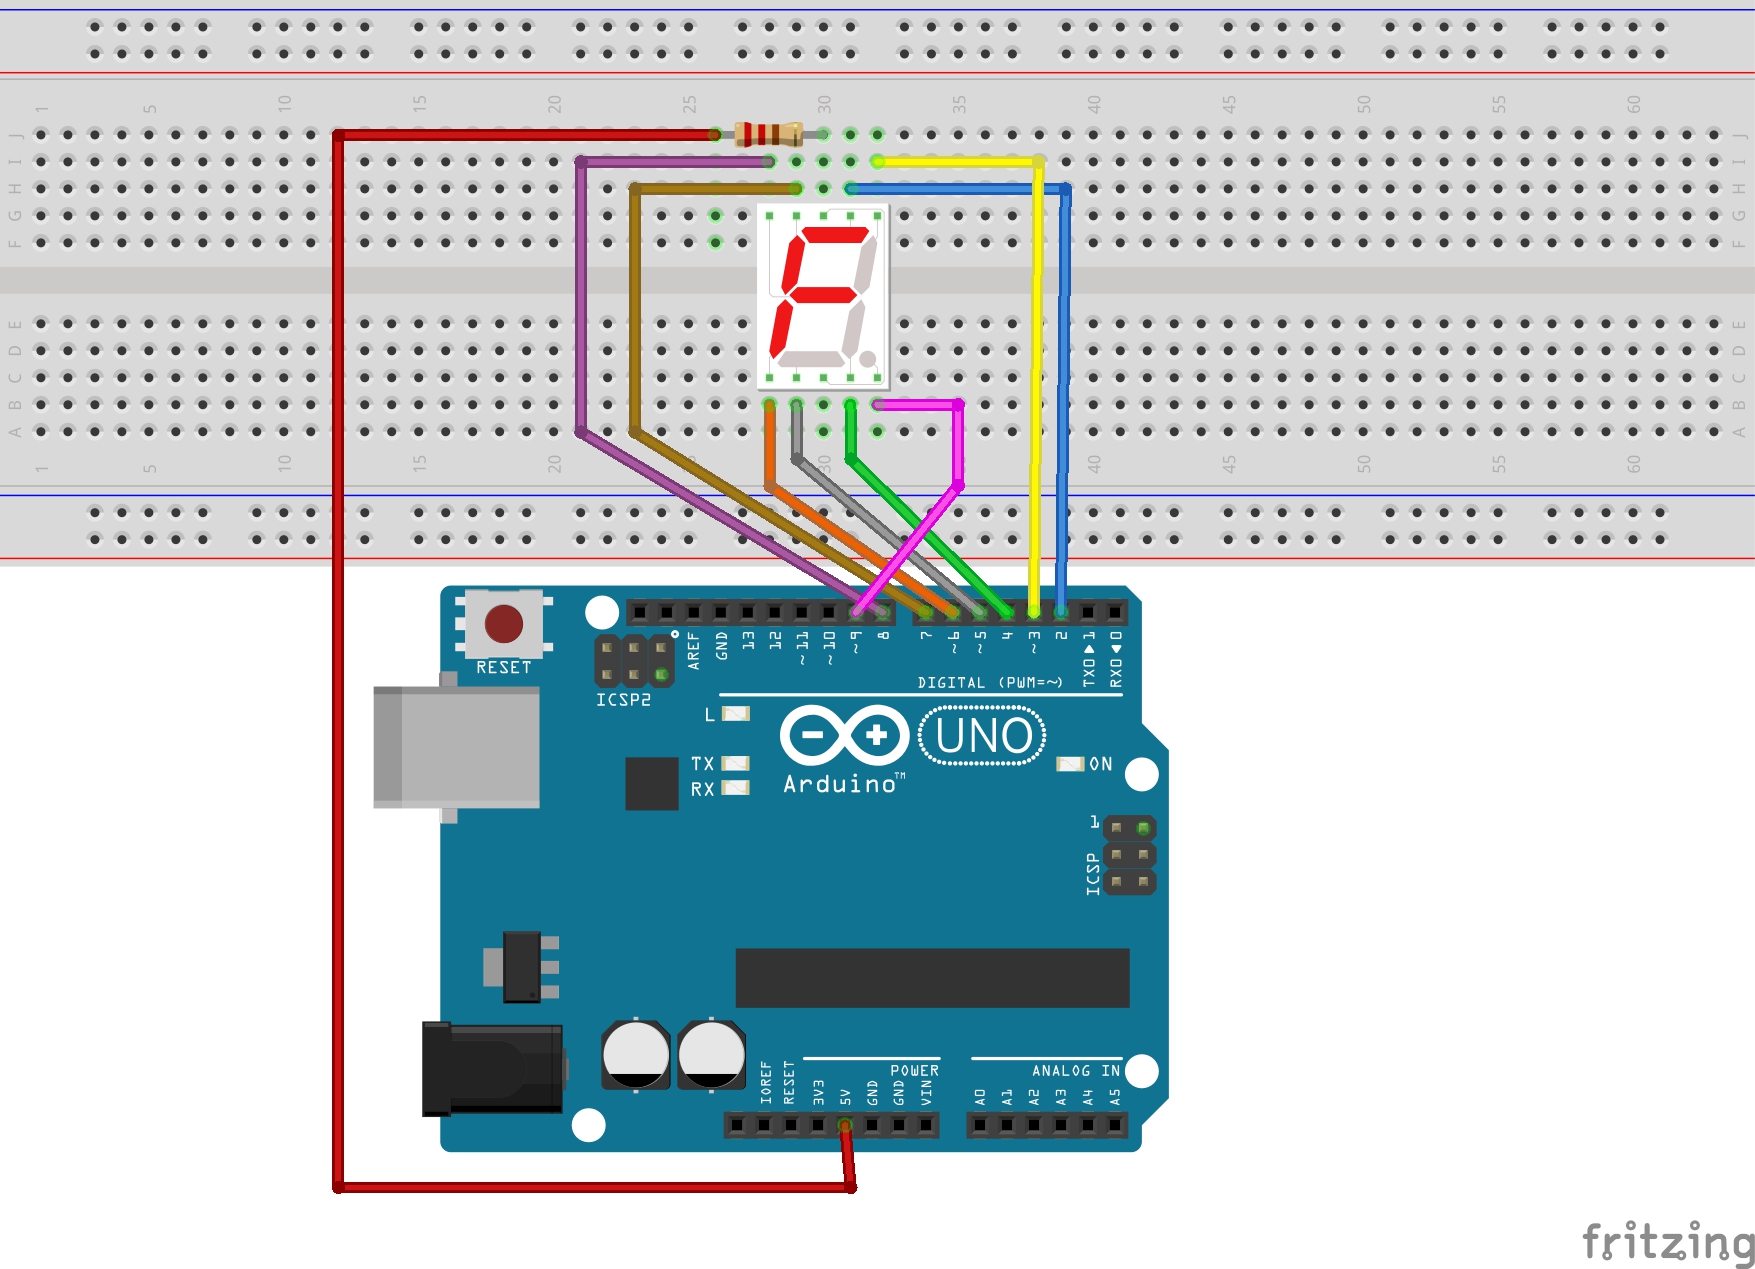 1 5 10 15 20 25 30 35 40 45 50 55 60
J J
I I
H H
G G
F F
E E
D D
C C
B B
A A
1 5 10 15 20 25 30 35 40 45 50 55 60
RESET
ICSP2
AREF GND 13 12 ~11 ~10 ~9 8 7 ~6 ~5 4 ~3 2 TX0▶1 RX0◀0
DIGITAL (PWM=~)
L
TX
RX
UNO
ON
Arduino™
1
ICSP
POWER
ANALOG IN
IOREF RESET 3V3 5V GND GND VIN A0 A1 A2 A3 A4 A5
fritzing